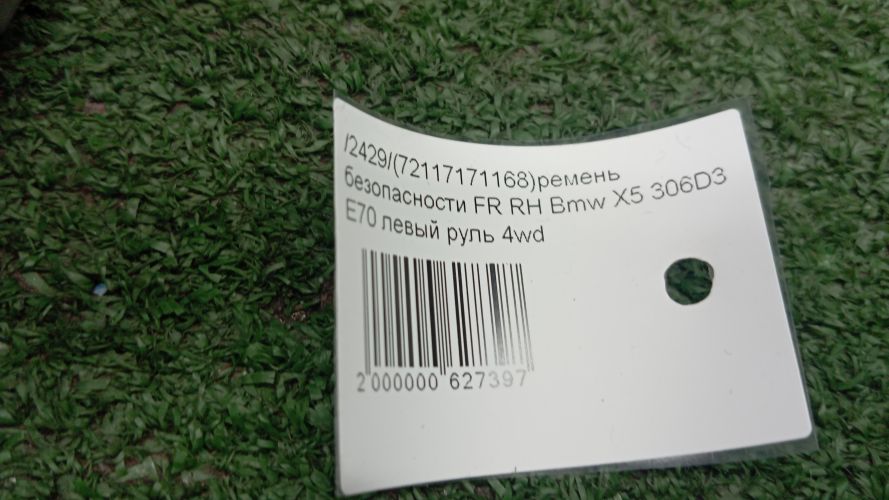 /2429/(72117171168)ремень
безопасности FR RH Bmw X5 306D3
E70 левый руль 4wd
2 000000 627397